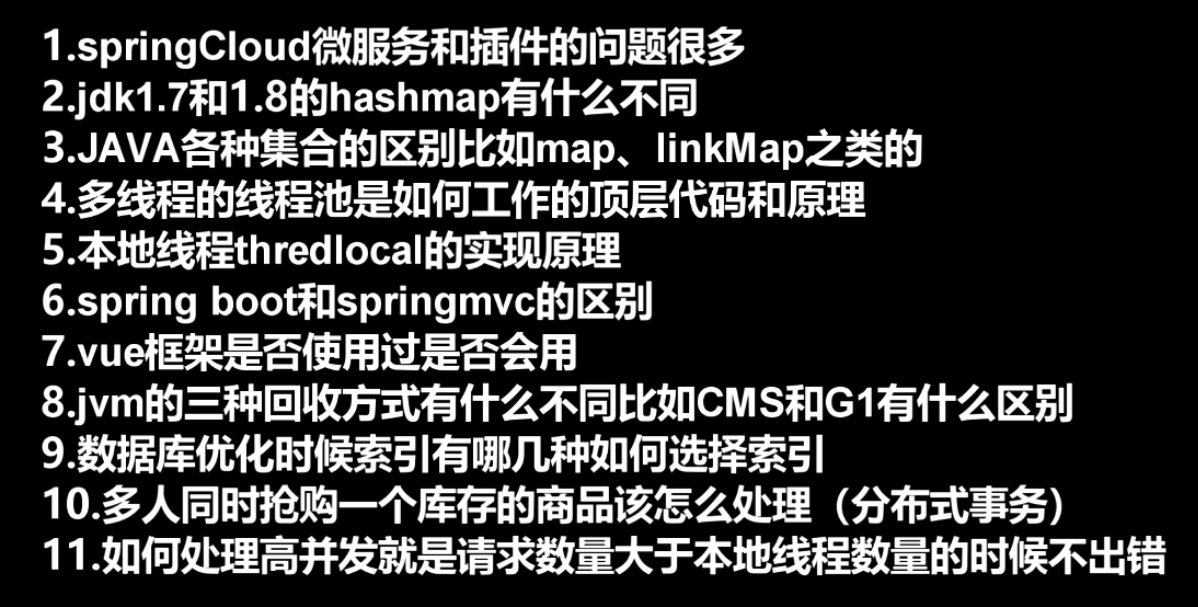 1.springCloud微服务和插件的问题很多
2.jdk1.7和1.8的hashmap有什么不同
3.JAVA各种集合的区别比如map、linkMap之类的
4.多线程的线程池是如何工作的顶层代码和原理
5.本地线程thredlocal的实现原理
6.spring boot和springmvc的区别
7.vue框架是否使用过是否会用
8.jvm的三种回收方式有什么不同比如CMS和G1有什么区别
9.数据库优化时候索引有哪几种如何选择索引
10.多人同时抢购一个库存的商品该怎么处理（分布式事务）
11.如何处理高并发就是请求数量大于本地线程数量的时候不出错